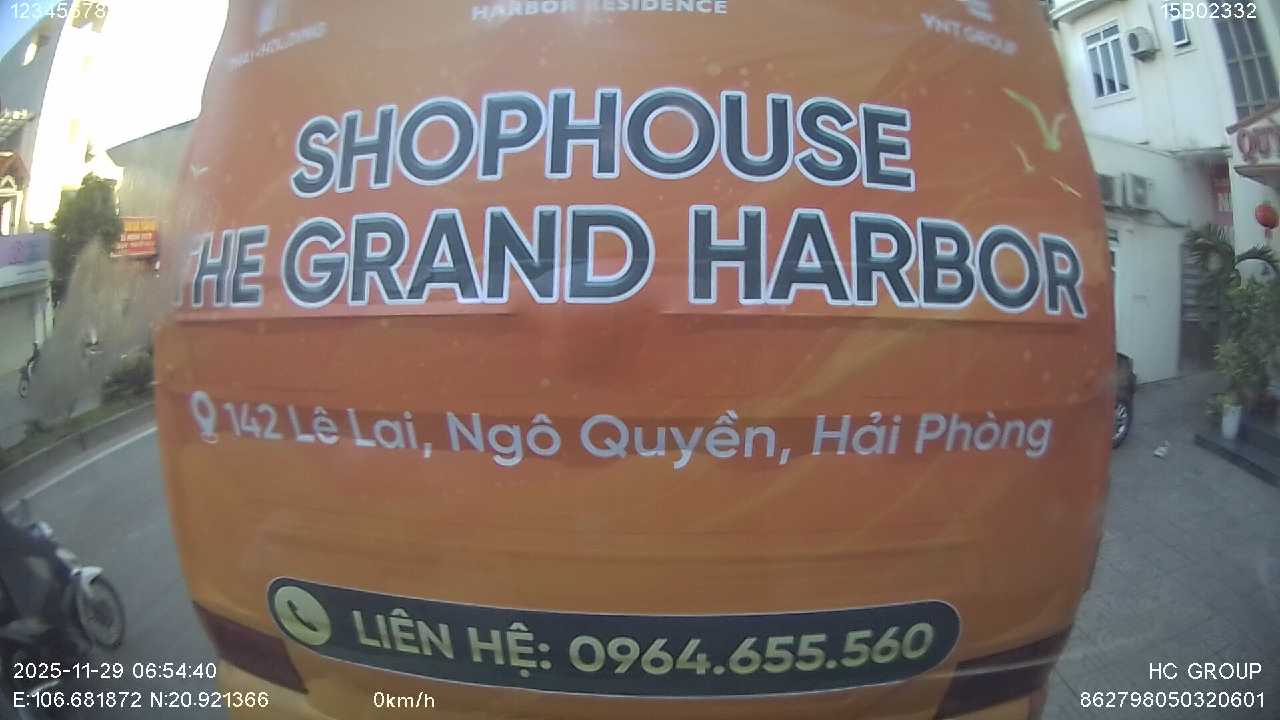 12345678
15B02332
HARBOR RESIDENCE
VNT GROUP
SHOPHOUSE
THE GRAND HARBOR
142 Lê Lai, Ngô Quyền, Hải Phòng
LIÊN HỆ: 0964.655.560
2025-11-29 06:54:40
HC GROUP
E:106.681872 N:20.921366
0km/h
862798050320601